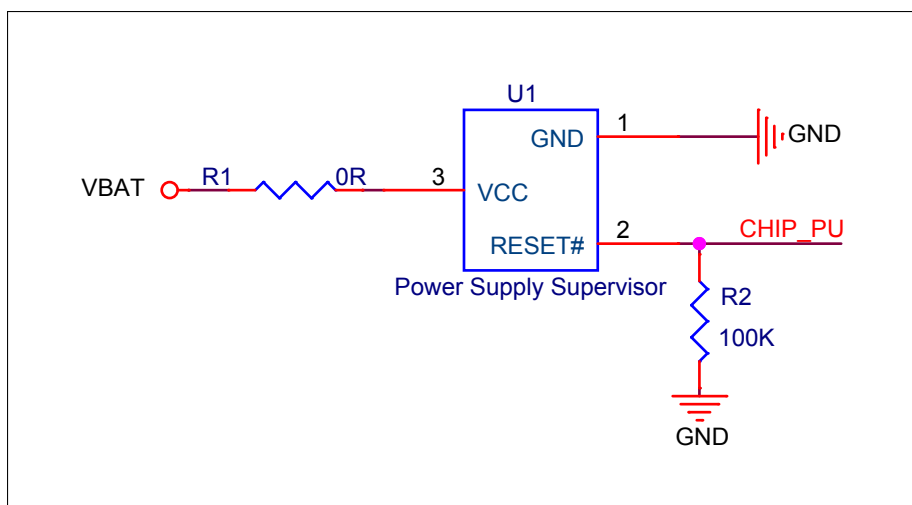 U1
GND
1
GND
VBAT
R1
0R
3
VCC
2
CHIP_PU
RESET#
Power Supply Supervisor
R2
100K
GND